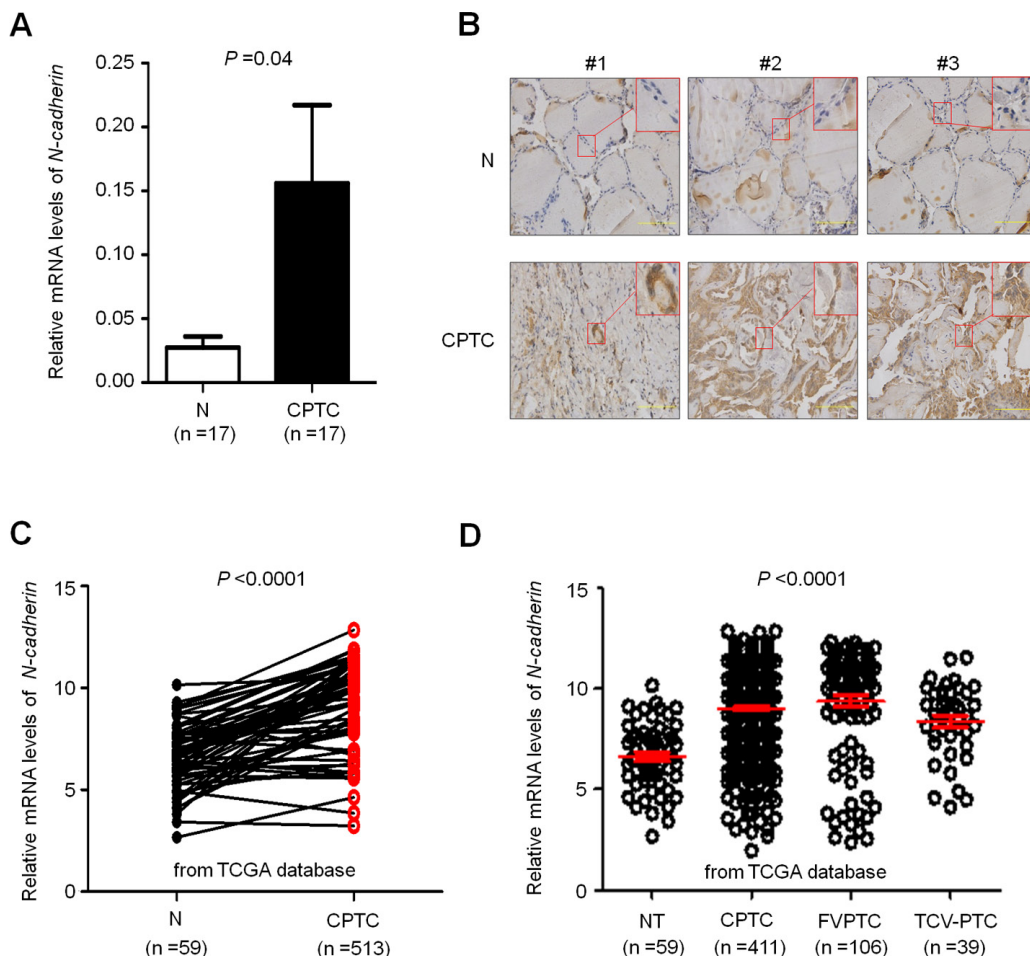 A
P =0.04
Relative mRNA levels of N-cadherin
0.25
0.20
0.15
0.10
0.05
0.00
N
CPTC
(n =17)
(n =17)
B
#1
#2
#3
N
CPTC
C
P <0.0001
Relative mRNA levels of N-cadherin
15
10
5
0
from TCGA database
N
CPTC
(n =59)
(n =513)
D
P <0.0001
Relative mRNA levels of N-cadherin
15
10
5
0
from TCGA database
NT
CPTC
FVPTC
TCV-PTC
(n =59)
(n =411)
(n =106)
(n =39)